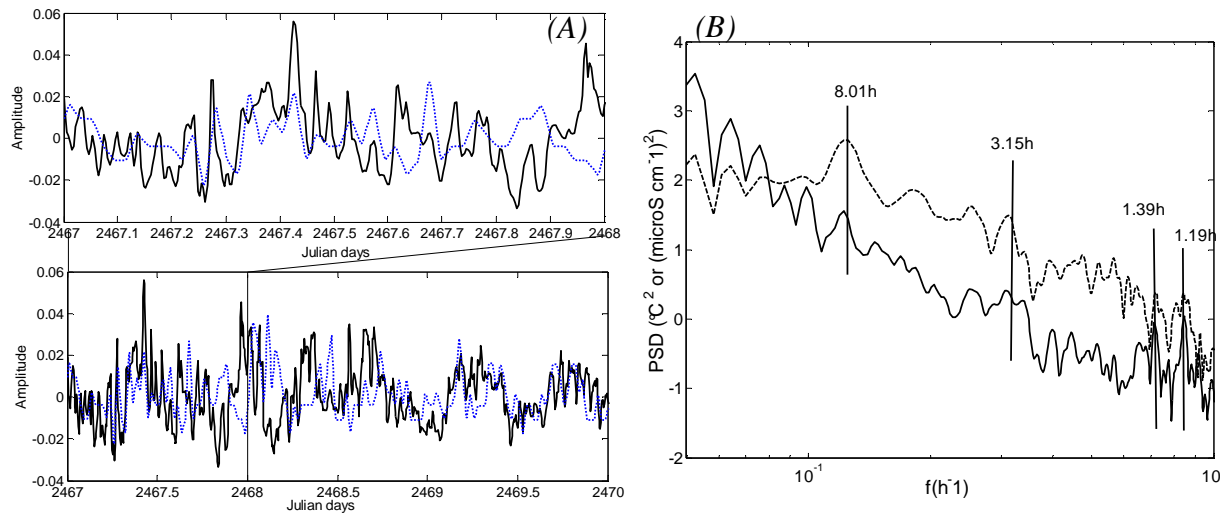 (A)
Amplitude
0.06
0.04
0.02
0
-0.02
-0.04
2467 2467.1 2467.2 2467.3 2467.4 2467.5 2467.6 2467.7 2467.8 2467.9 2468
Julian days
Amplitude
0.06
0.04
0.02
0
-0.02
-0.04
2467 2467.5 2468 2468.5 2469 2469.5 2470
Julian days
(B)
PSD (°C² or (microS cm⁻¹)²
4
3
2
1
0
-1
-2
8.01h
3.15h
1.39h
1.19h
10⁻¹
10
f(h⁻¹)